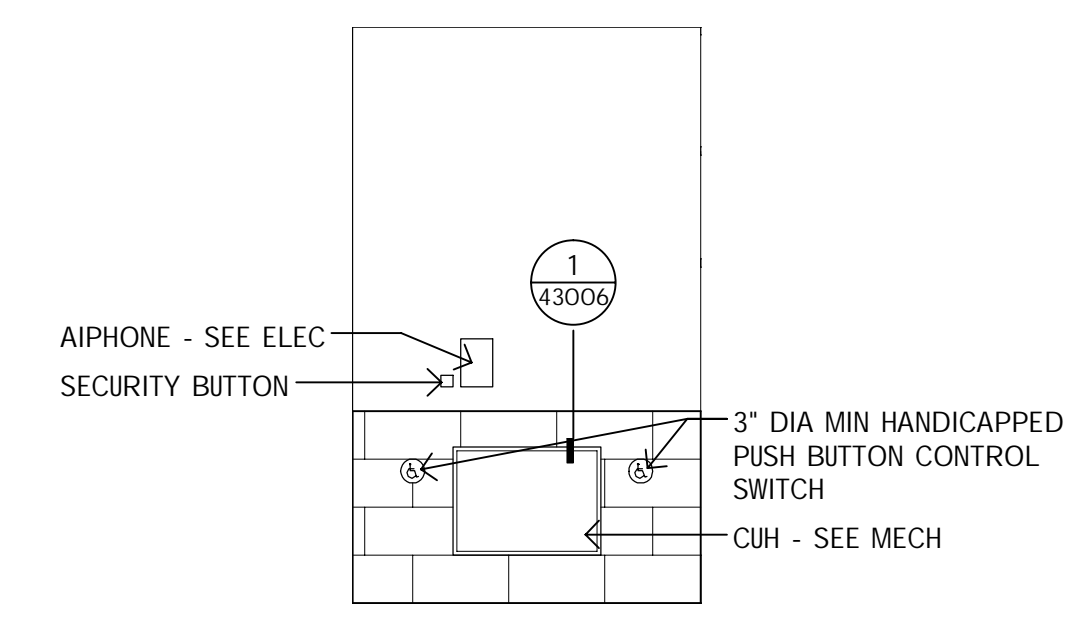 1
43006
AIPHONE - SEE ELEC
SECURITY BUTTON
3" DIA MIN HANDICAPPED
PUSH BUTTON CONTROL
SWITCH
CUH - SEE MECH